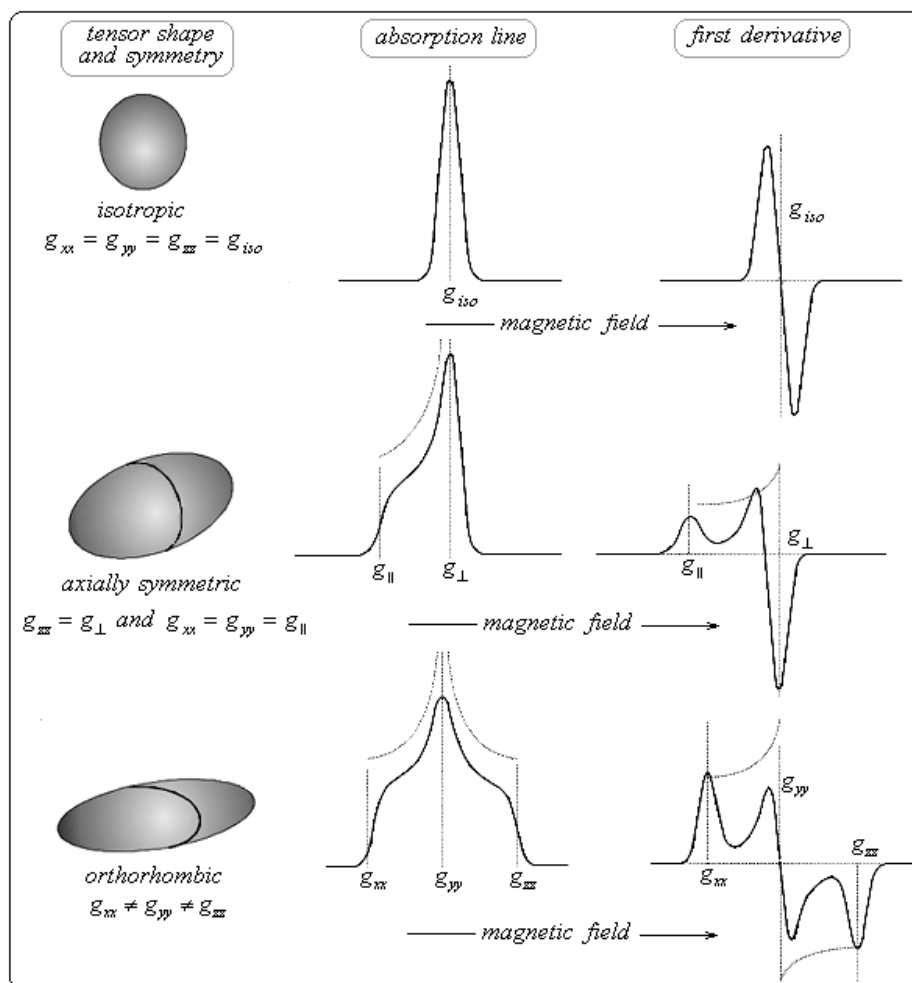 tensor shape
and symmetry
absorption line
first derivative
isotropic
g_xx = g_yy = g_zz = g_iso
g_iso
g_iso
magnetic field
axially symmetric
g_zz = g_⊥ and g_xx = g_yy = g_∥
g_∥
g_⊥
g_∥
g_⊥
magnetic field
orthorhombic
g_xx ≠ g_yy ≠ g_zz
g_xx
g_yy
g_zz
g_xx
g_yy
g_zz
magnetic field